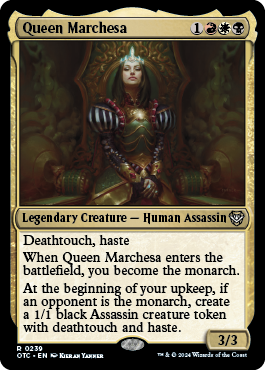 Queen Marchesa 1
Legendary Creature — Human Assassin
Deathtouch, haste
When Queen Marchesa enters the
battlefield, you become the monarch.
At the beginning of your upkeep, if
an opponent is the monarch, create
a 1/1 black Assassin creature token
with deathtouch and haste.
3/3
R 0239
OTC • EN Kieran Yanner ™ & © 2024 Wizards of the Coast